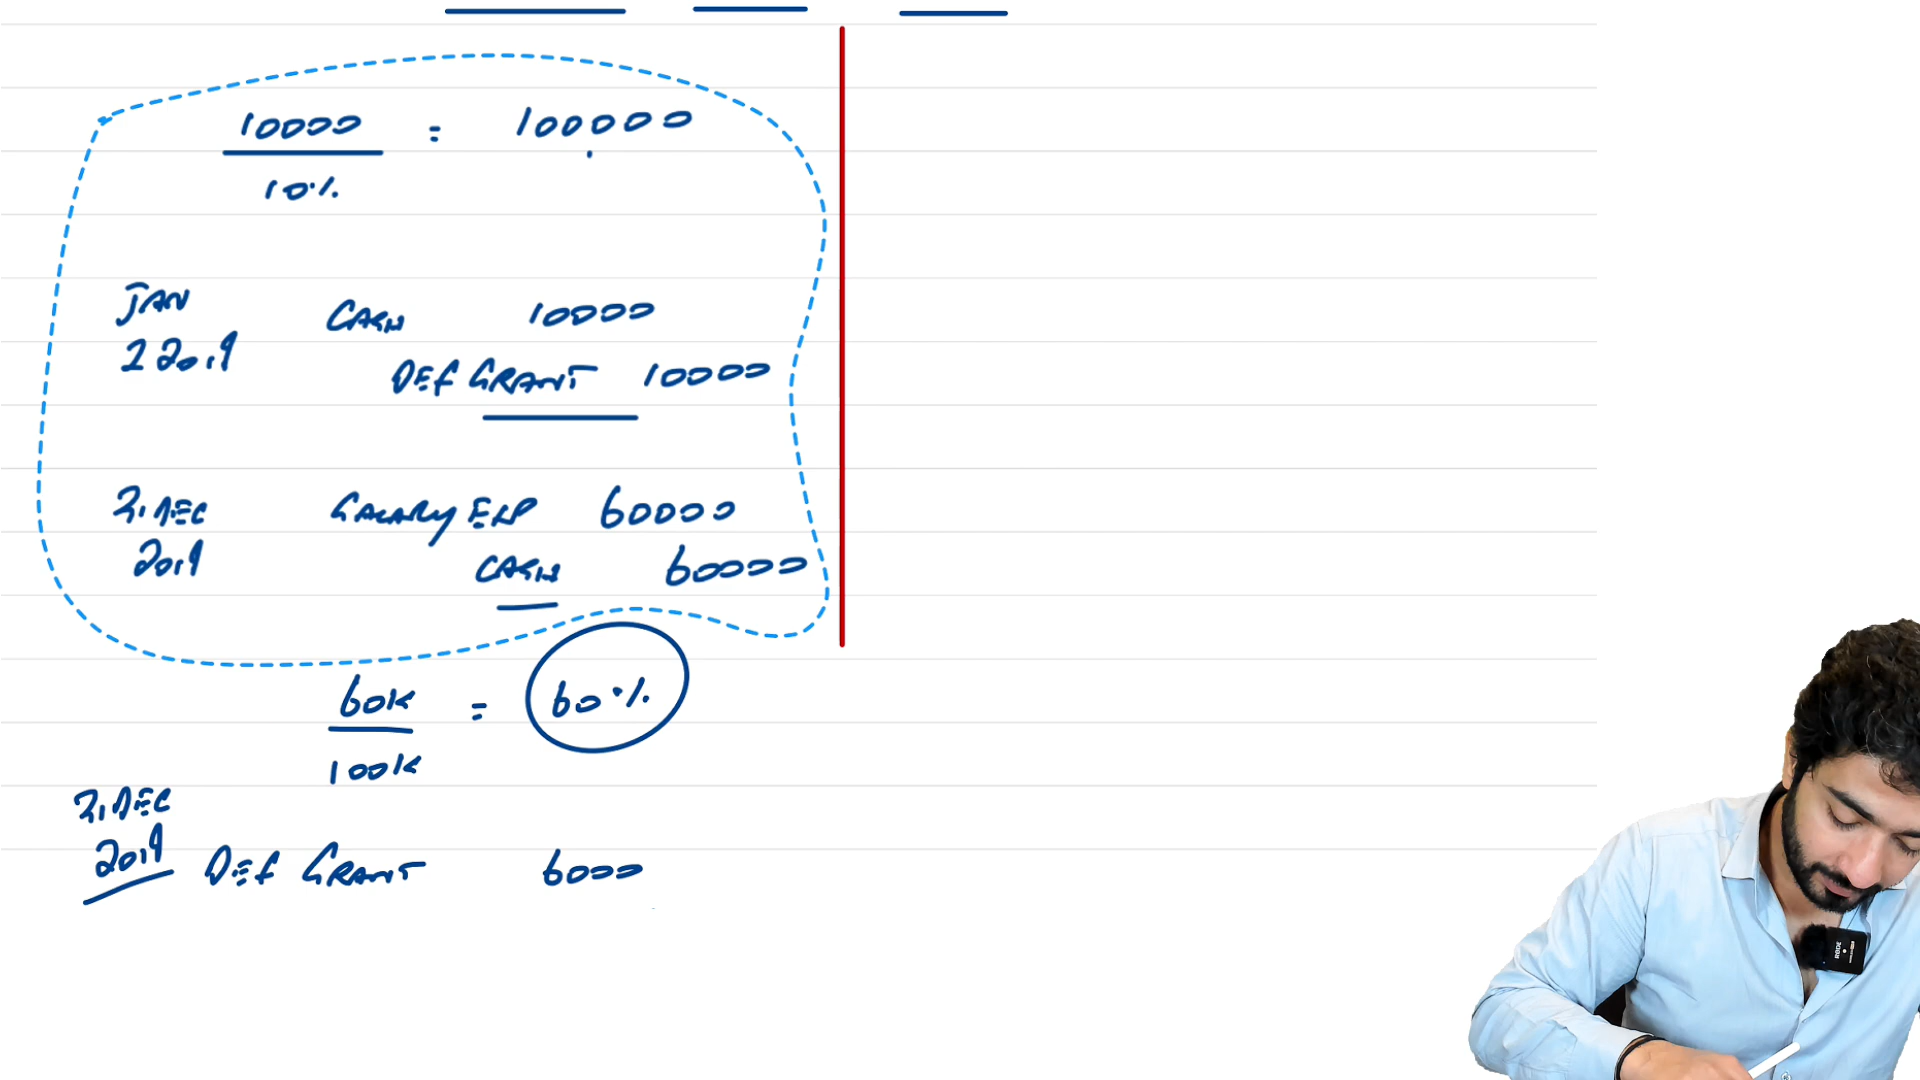 10000 = 100000
10%
JAN
1 2019
CASH 10000
DEF GRANT 10000
31 DEC
2019
SALARY EXP 60000
CASH 60000
60K = 60%
100K
31 DEC
2019
DEF GRANT 6000
RODE